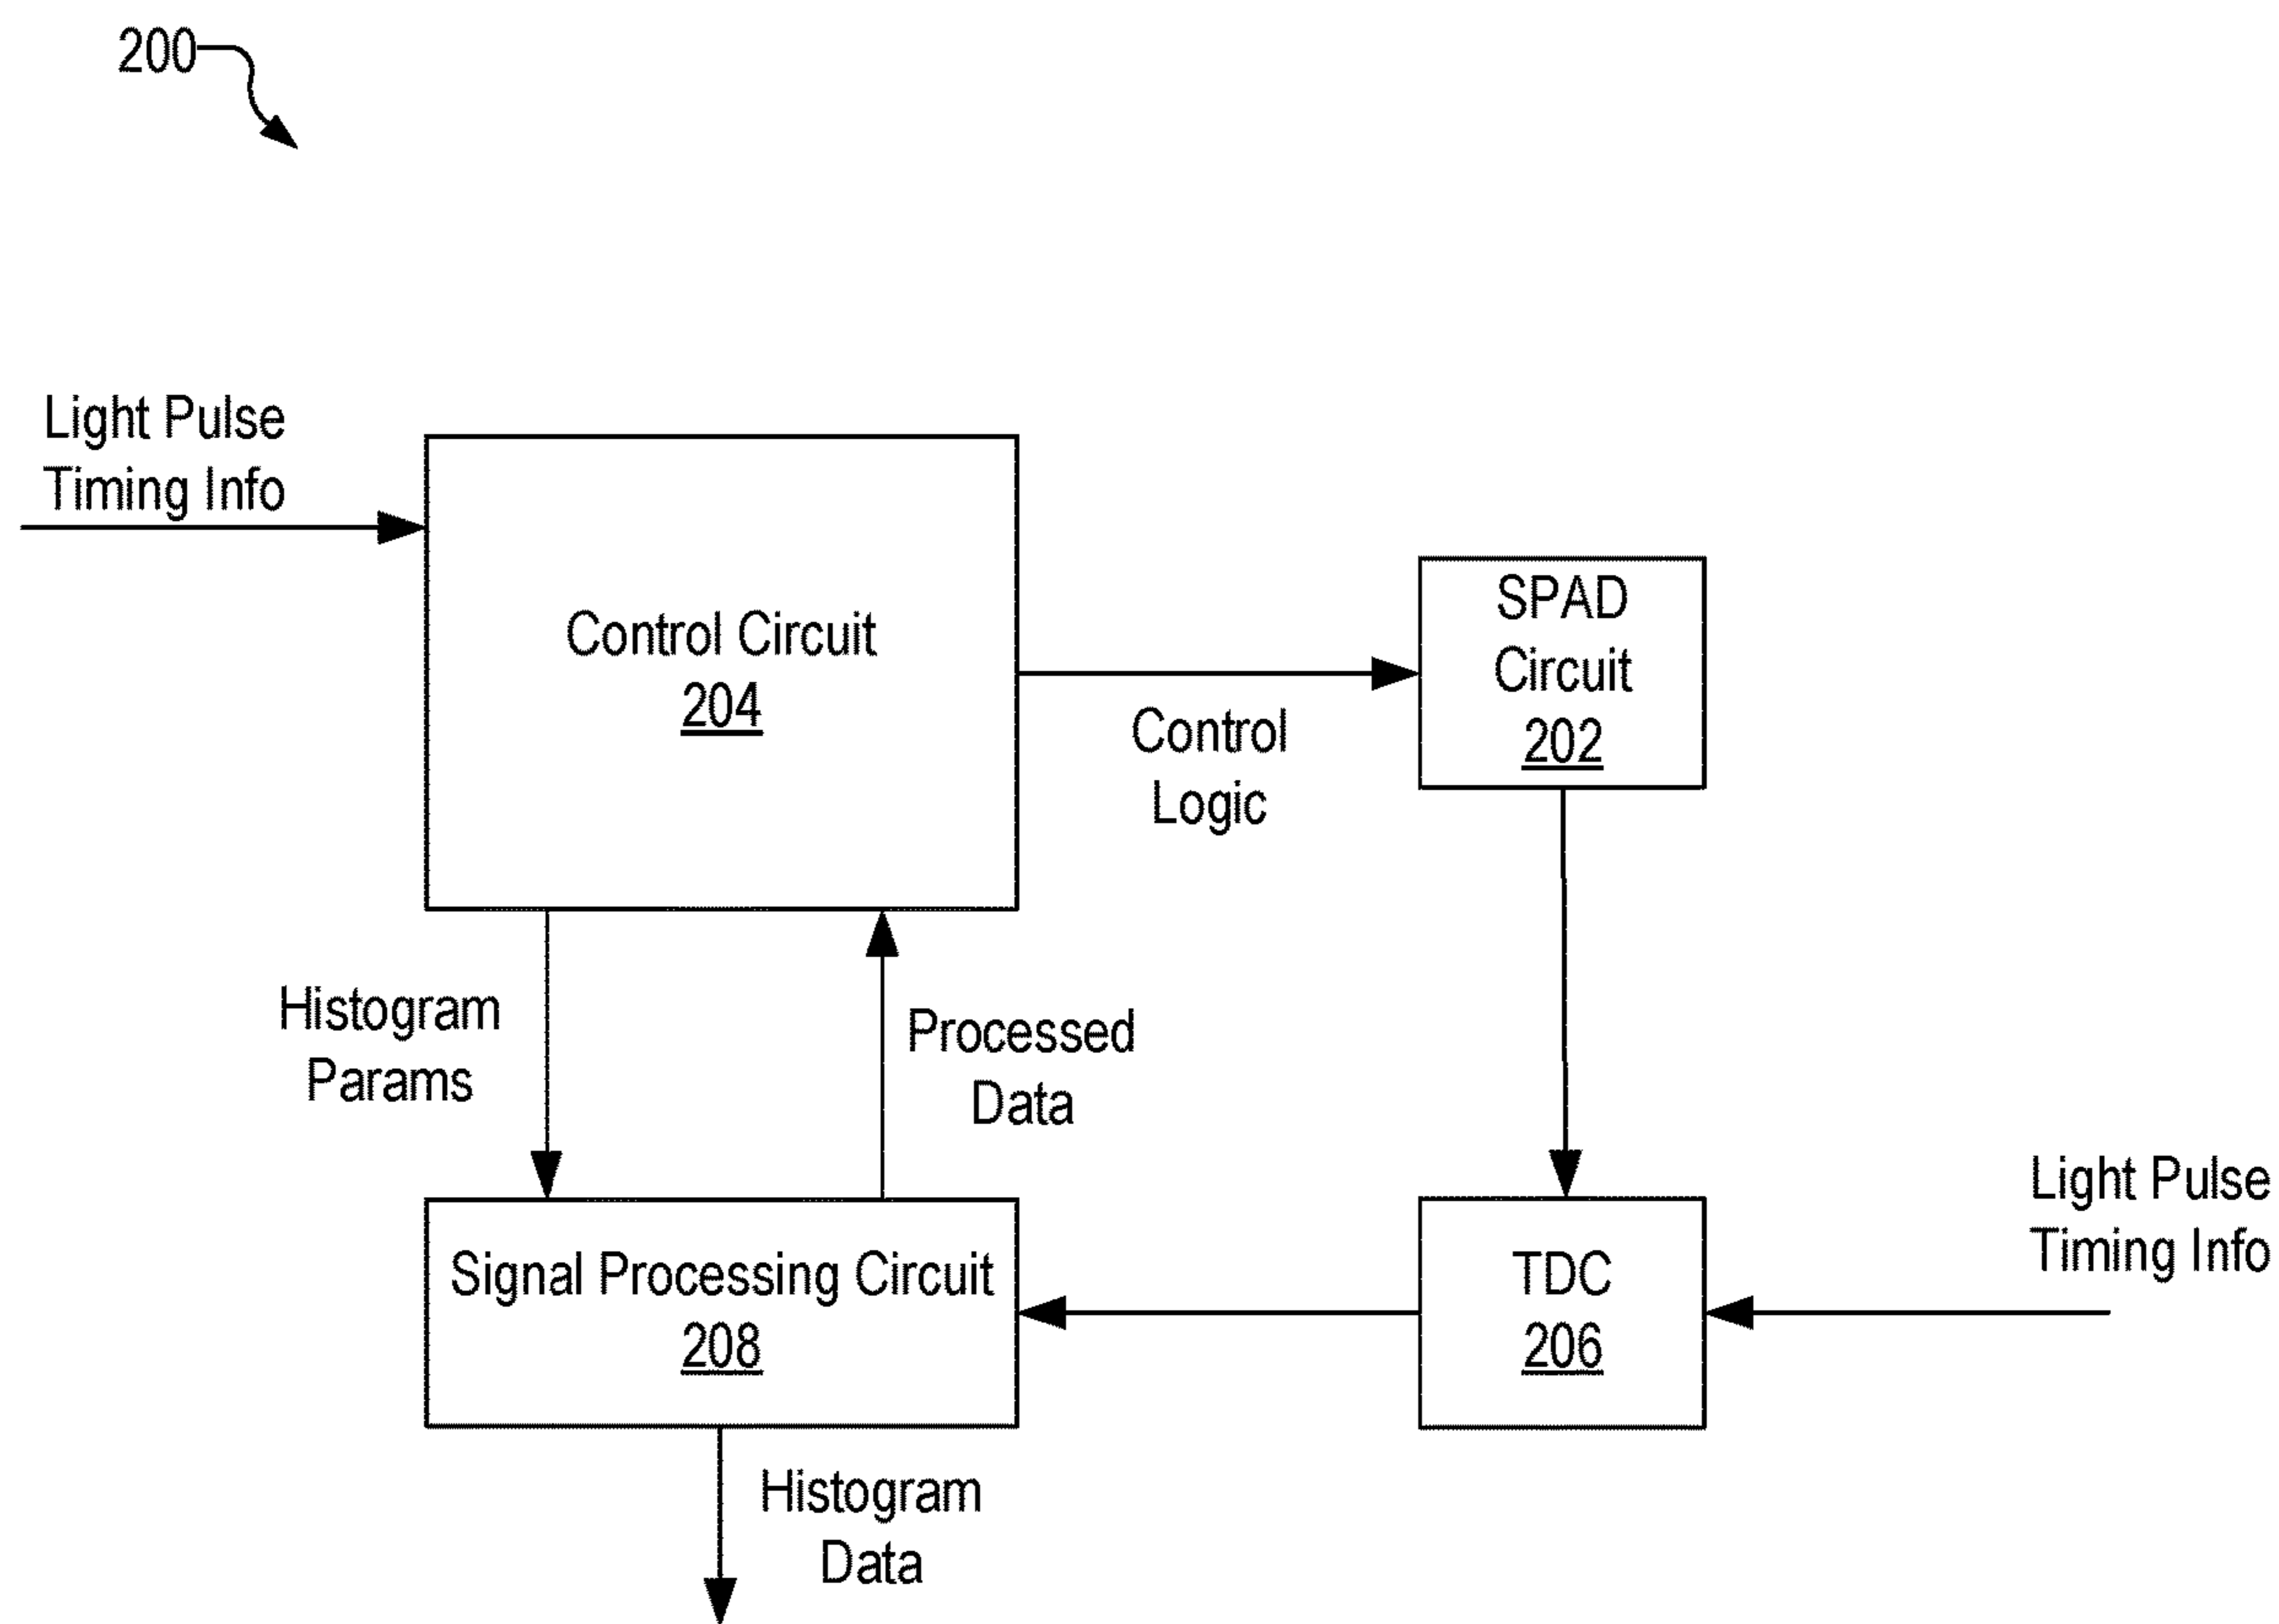 200
Light Pulse
Timing Info
Control Circuit
204
SPAD
Circuit
202
Control
Logic
Histogram
Params
Processed
Data
Signal Processing Circuit
208
TDC
206
Light Pulse
Timing Info
Histogram
Data